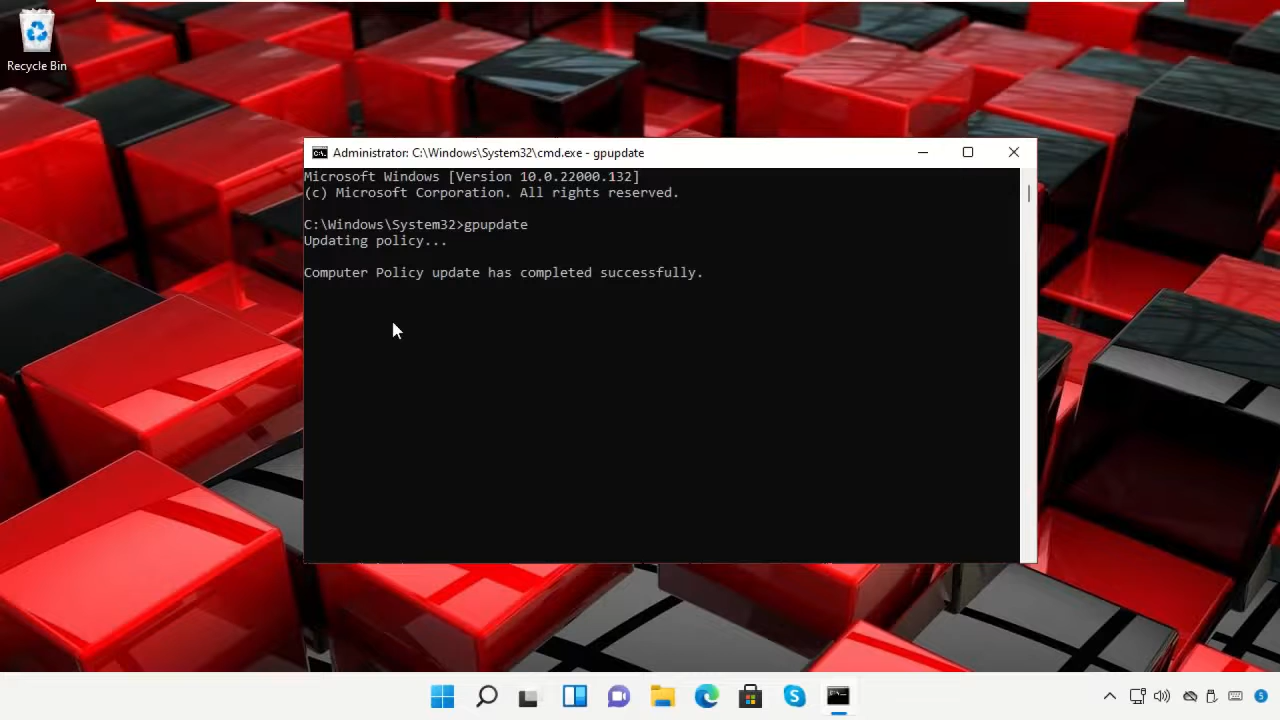 Recycle Bin
Administrator: C:\Windows\System32\cmd.exe - gpupdate
Microsoft Windows [Version 10.0.22000.132]
(c) Microsoft Corporation. All rights reserved.
C:\Windows\System32>gpupdate
Updating policy...
Computer Policy update has completed successfully.
5